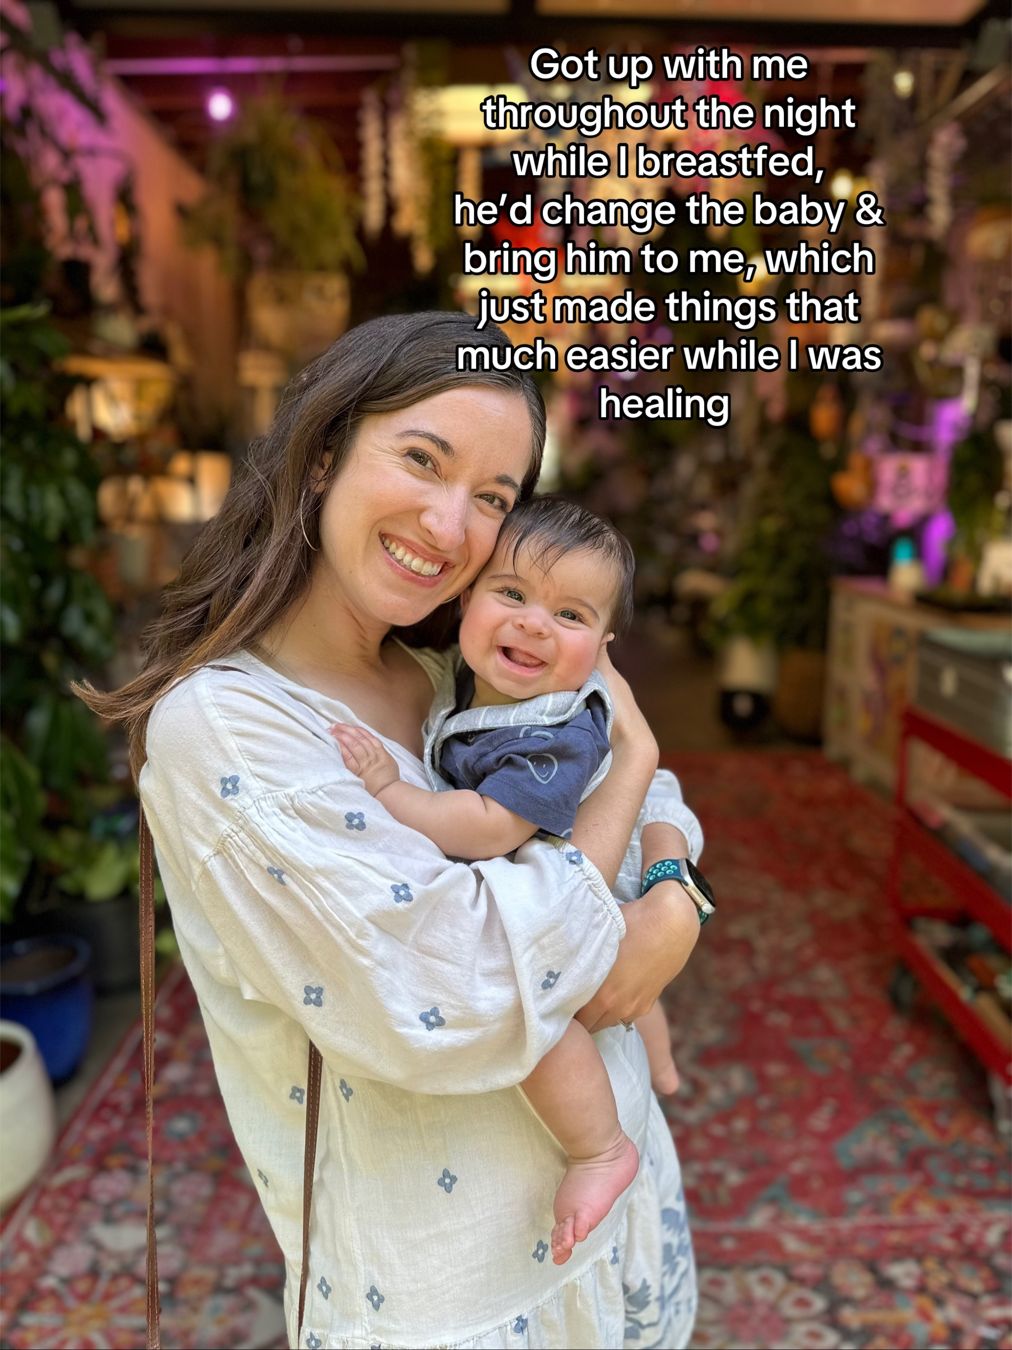 Got up with me
throughout the night
while I breastfed,
he’d change the baby &
bring him to me, which
just made things that
much easier while I was
healing